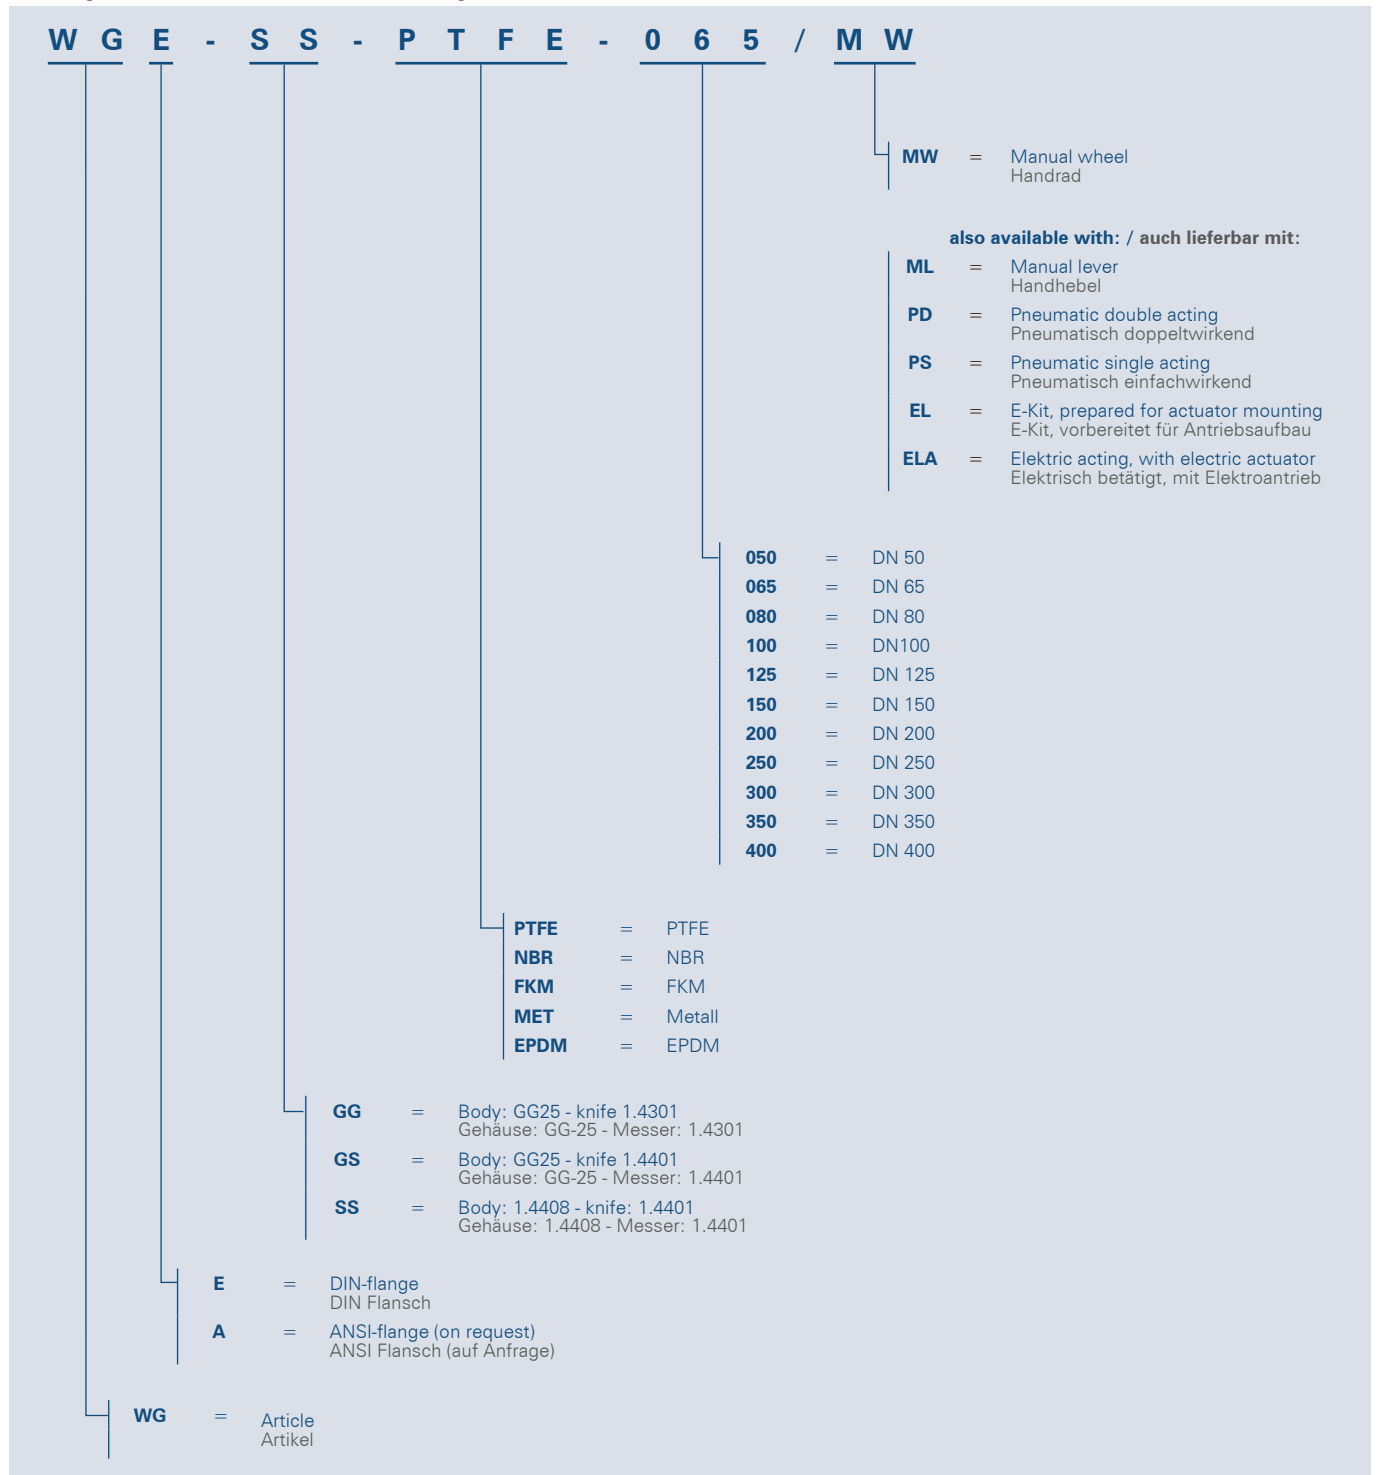 W G E - S S - P T F E - 0 6 5 / M W
MW = Manual wheel
Handrad
also available with: / auch lieferbar mit:
ML = Manual lever
Handhebel
PD = Pneumatic double acting
Pneumatisch doppeltwirkend
PS = Pneumatic single acting
Pneumatisch einfachwirkend
EL = E-Kit, prepared for actuator mounting
E-Kit, vorbereitet für Antriebsaufbau
ELA = Elektric acting, with electric actuator
Elektrisch betätigt, mit Elektroantrieb
050 = DN 50
065 = DN 65
080 = DN 80
100 = DN100
125 = DN 125
150 = DN 150
200 = DN 200
250 = DN 250
300 = DN 300
350 = DN 350
400 = DN 400
PTFE = PTFE
NBR = NBR
FKM = FKM
MET = Metall
EPDM = EPDM
GG = Body: GG25 - knife 1.4301
Gehäuse: GG-25 - Messer: 1.4301
GS = Body: GG25 - knife 1.4401
Gehäuse: GG-25 - Messer: 1.4401
SS = Body: 1.4408 - knife: 1.4401
Gehäuse: 1.4408 - Messer: 1.4401
E = DIN-flange
DIN Flansch
A = ANSI-flange (on request)
ANSI Flansch (auf Anfrage)
WG = Article
Artikel